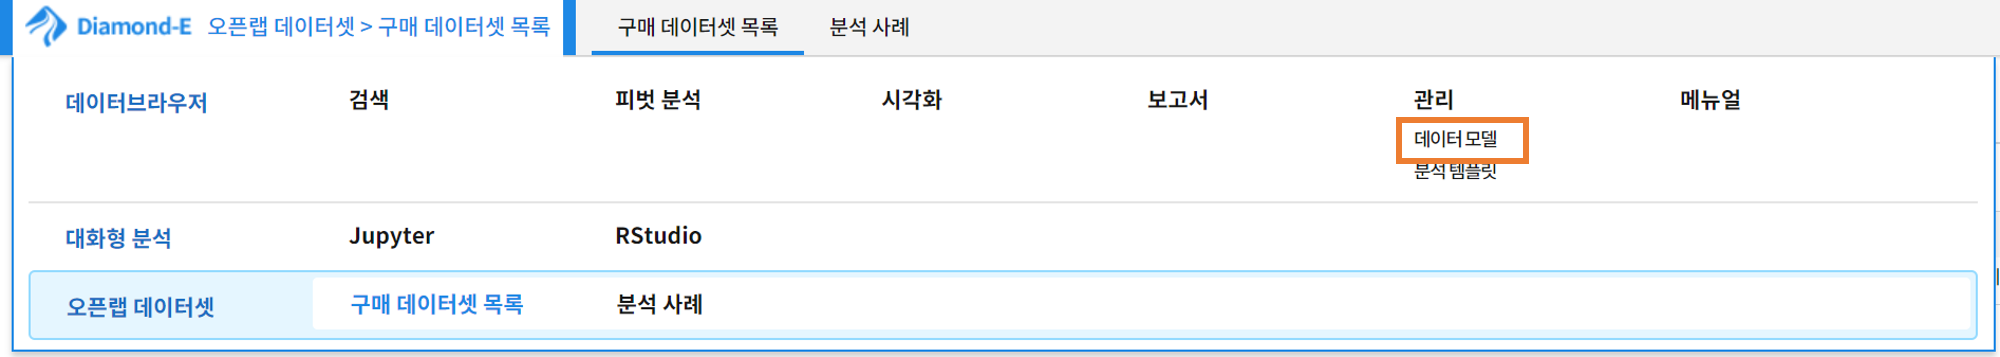 Diamond-E 오픈랩 데이터셋 > 구매 데이터셋 목록 구매 데이터셋 목록 분석 사례
데이터브라우저 검색 피벗 분석 시각화 보고서 관리 메뉴얼
데이터 모델
분석 템플릿
대화형 분석 Jupyter RStudio
오픈랩 데이터셋 구매 데이터셋 목록 분석 사례